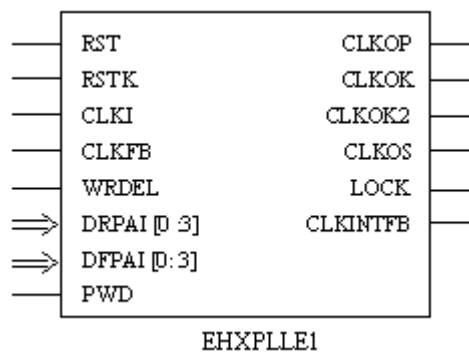 RST
RSTK
CLKI
CLKFB
WRDEL
DRPAI [0 :3]
DFPAI [0:3]
PWD
CLKOP
CLKOK
CLKOK2
CLKOS
LOCK
CLKINTFB
EHXPLLE1